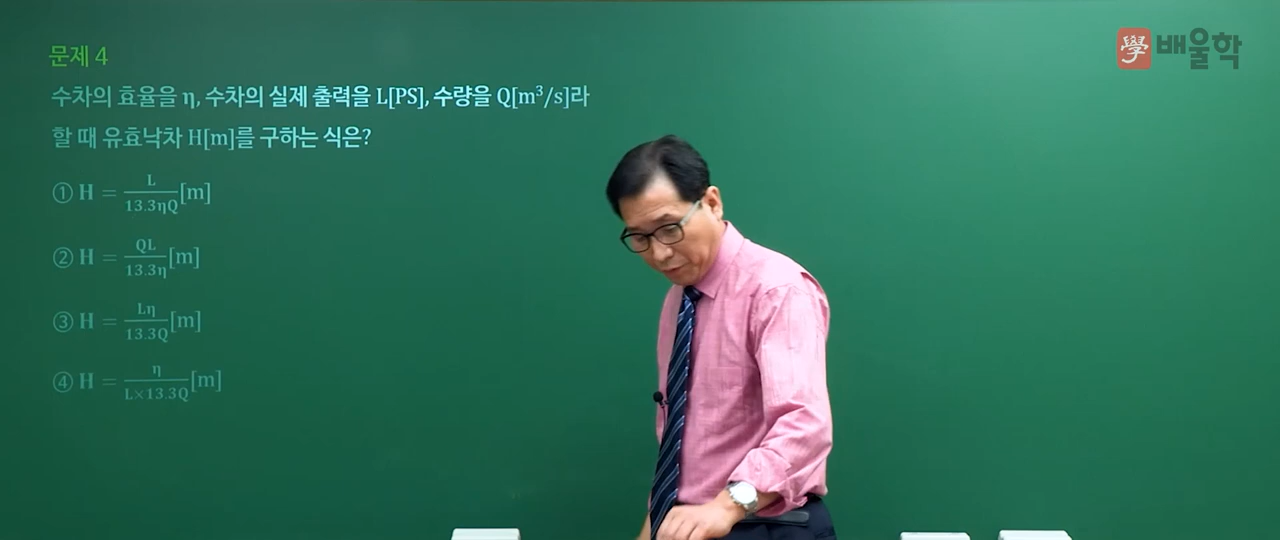 學 배울학
문제 4
수차의 효율을 η, 수차의 실제 출력을 L[PS], 수량을 Q[m³/s]라
할 때 유효낙차 H[m]를 구하는 식은?
① H = L/13.3ηQ [m]
② H = QL/13.3η [m]
③ H = Lη/13.3Q [m]
④ H = η/L×13.3Q [m]